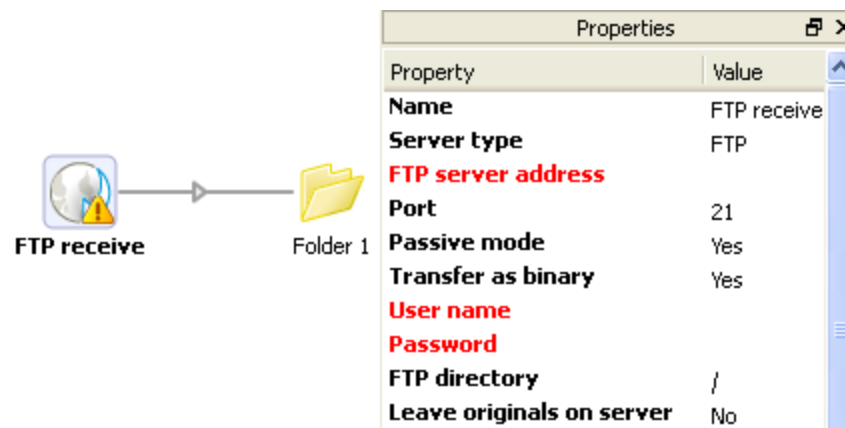 Properties
Property Value
Name FTP receive
Server type FTP
FTP server address
Port 21
Passive mode Yes
Transfer as binary Yes
User name
Password
FTP directory /
Leave originals on server No
FTP receive
Folder 1